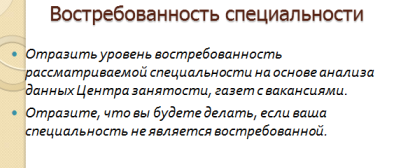 Востребованность специальности
• Отразить уровень востребованность
рассматриваемой специальности на основе анализа
данных Центра занятости, газет с вакансиями.
• Отразите, что вы будете делать, если ваша
специальность не является востребованной.